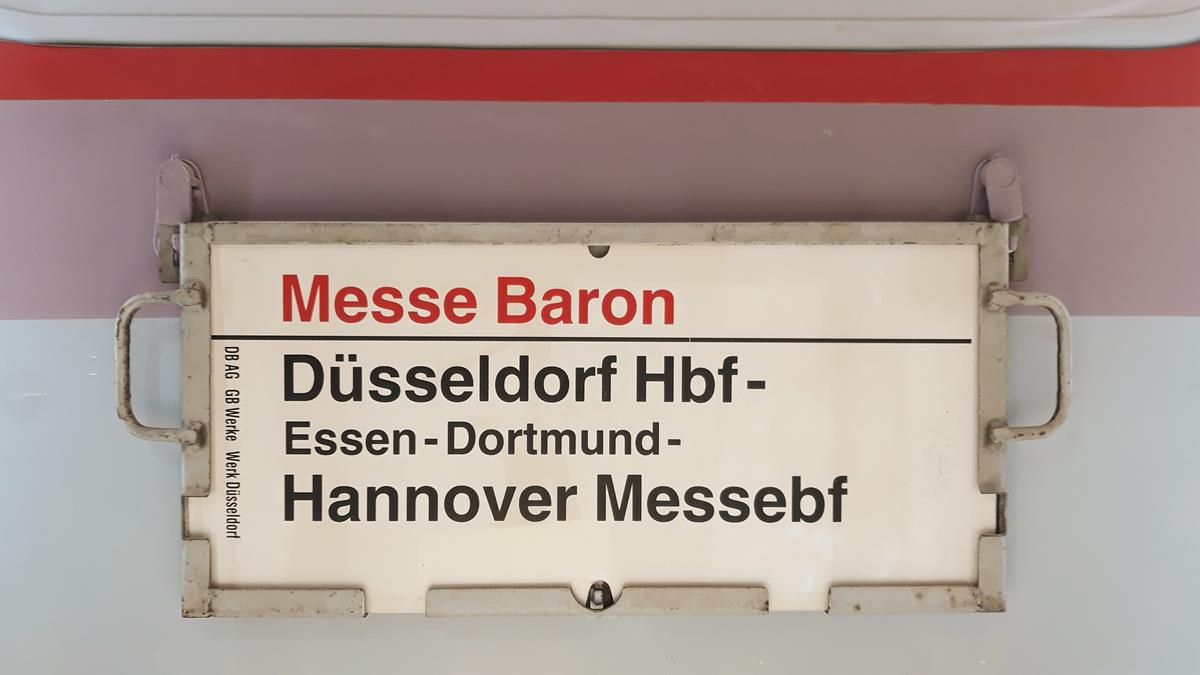 Messe Baron
Düsseldorf Hbf-
Essen-Dortmund-
Hannover Messebf
DB AG GB Werke Werk Düsseldorf